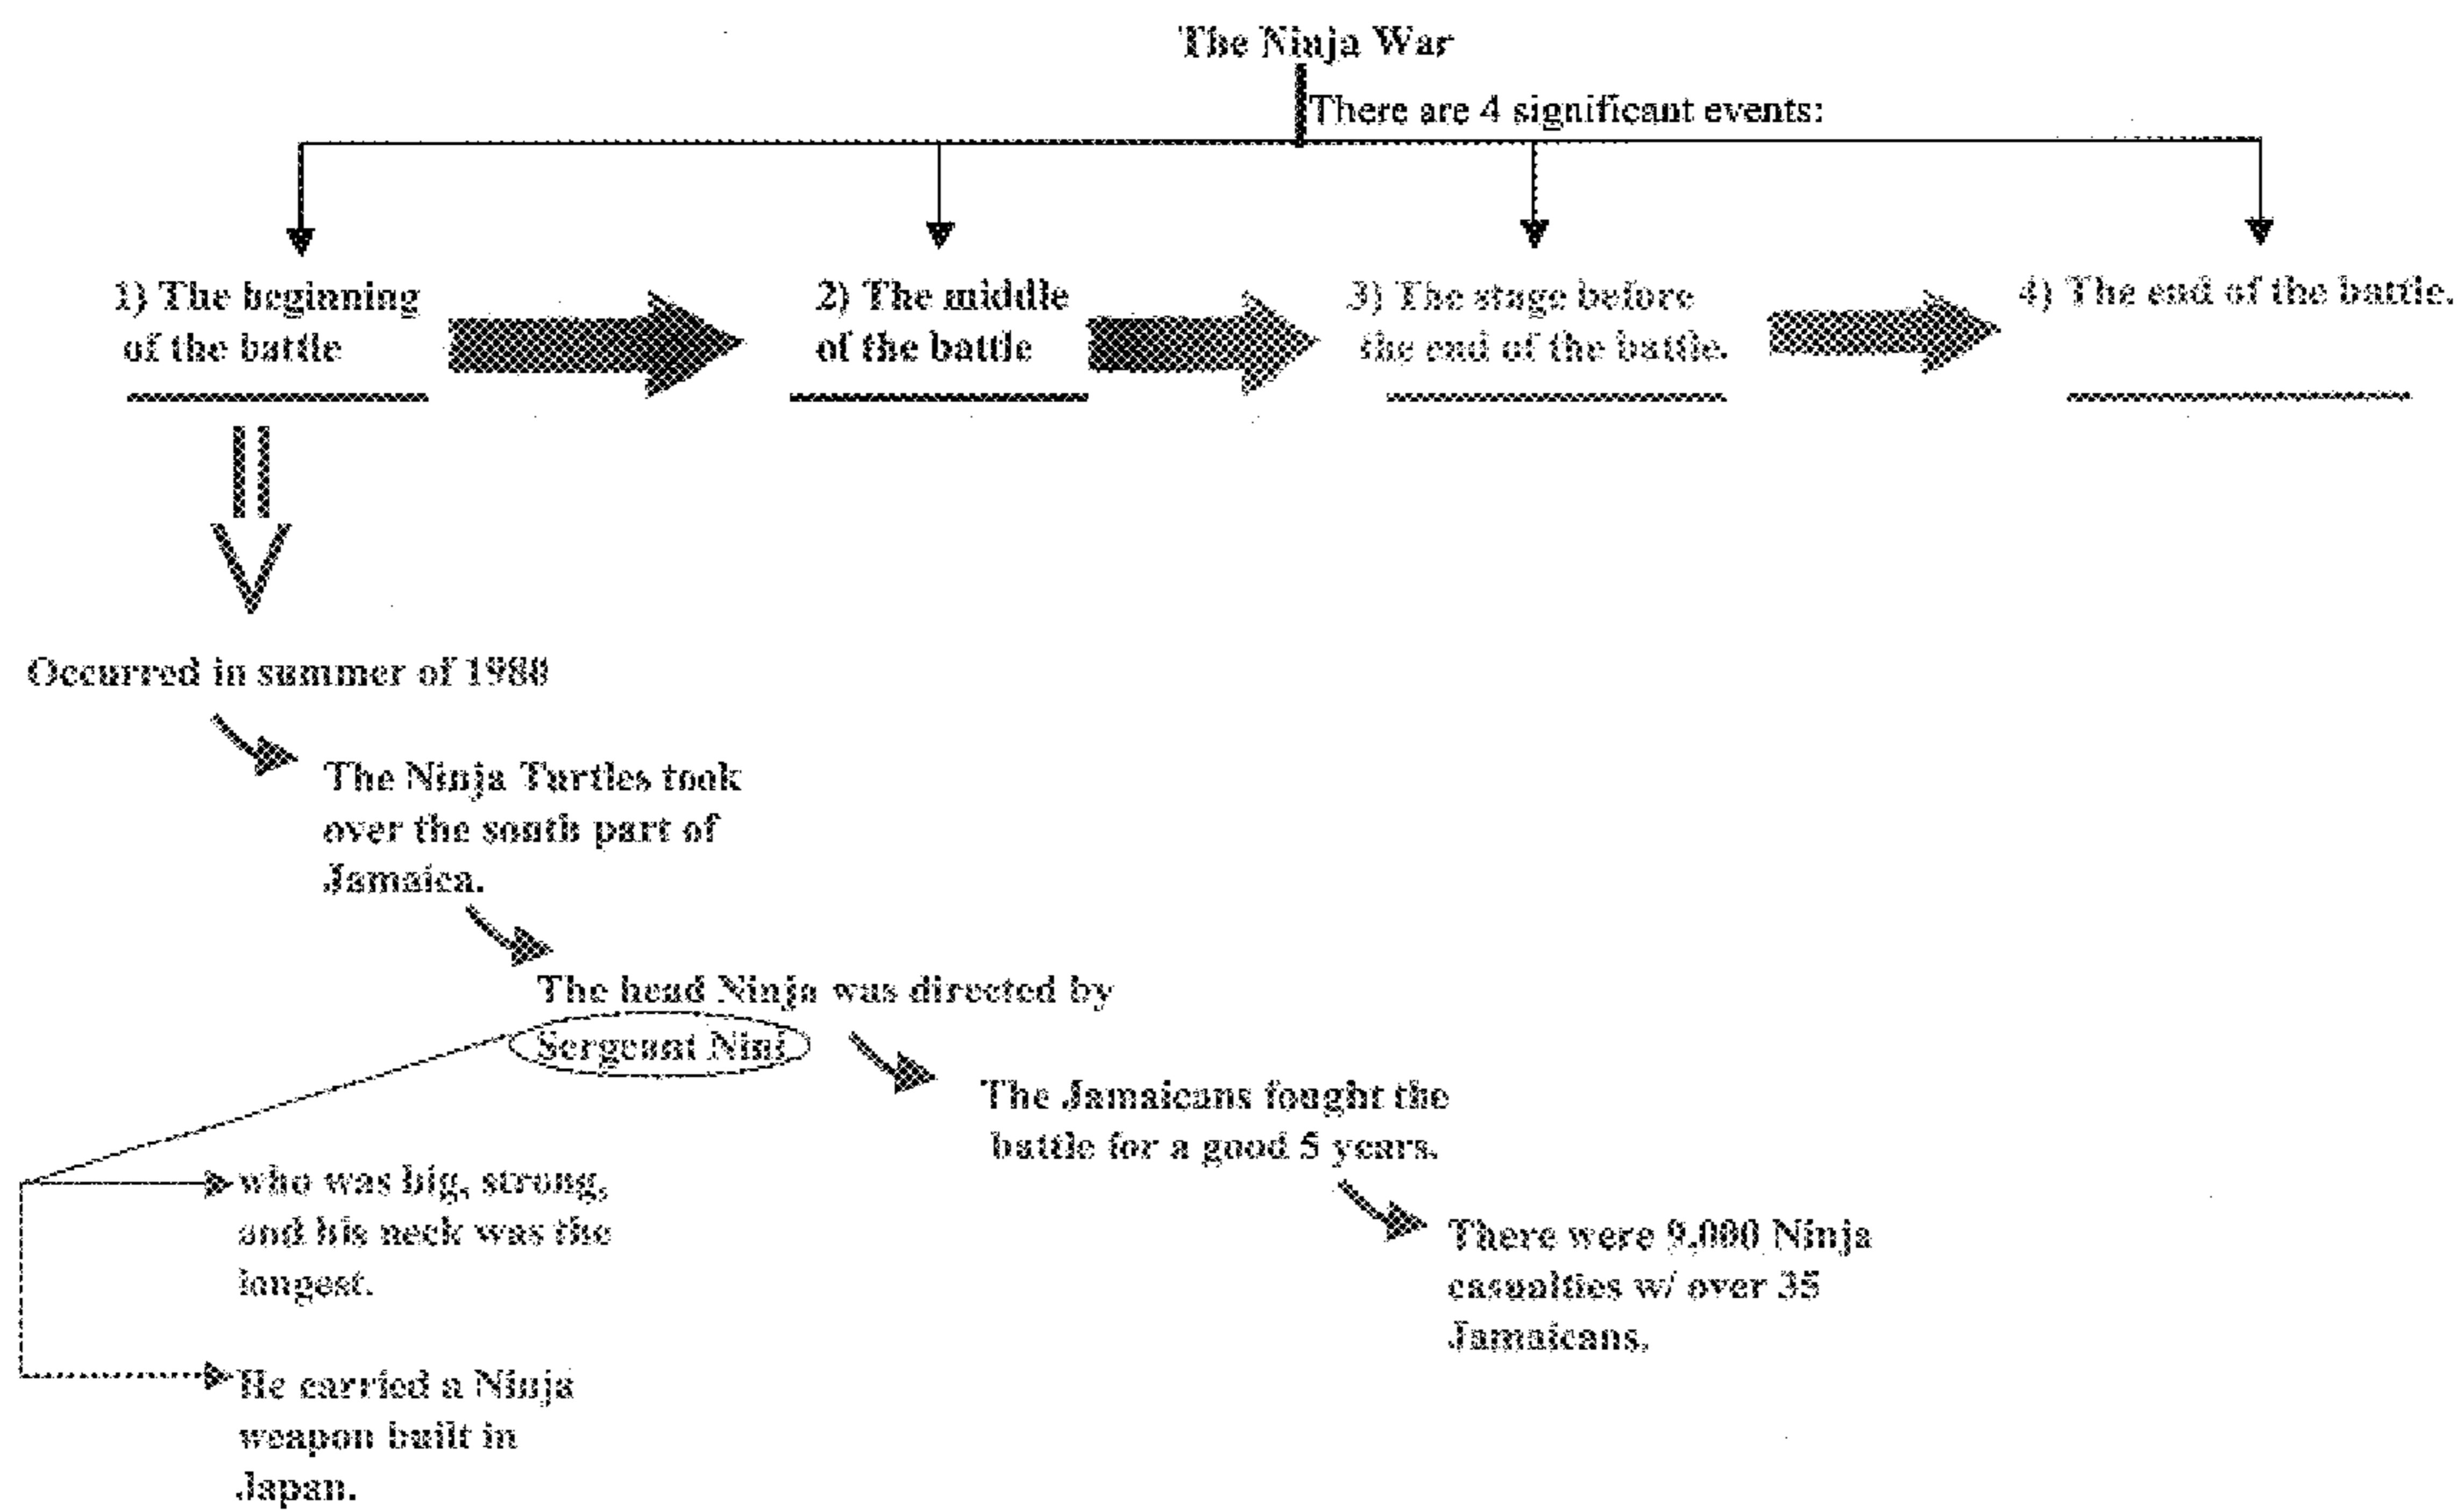 The Ninja War
There are 4 significant events:
1) The beginning
of the battle
2) The middle
of the battle
3) The stage before
the end of the battle.
4) The end of the battle.
Occurred in summer of 1980
The Ninja Turtles took
over the south part of
Jamaica.
The head Ninja was directed by
Sergeant Nini
who was big, strong,
and his neck was the
longest.
He carried a Ninja
weapon built in
Japan.
The Jamaicans fought the
battle for a good 5 years.
There were 9,000 Ninja
casualties w/ over 35
Jamaicans.